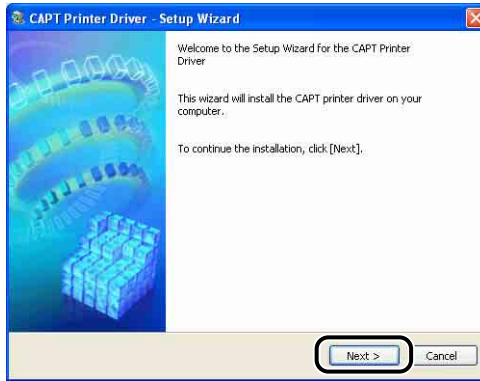 CAPT Printer Driver - Setup Wizard
Welcome to the Setup Wizard for the CAPT Printer
Driver
This wizard will install the CAPT printer driver on your
computer.
To continue the installation, click [Next].
Next >
Cancel